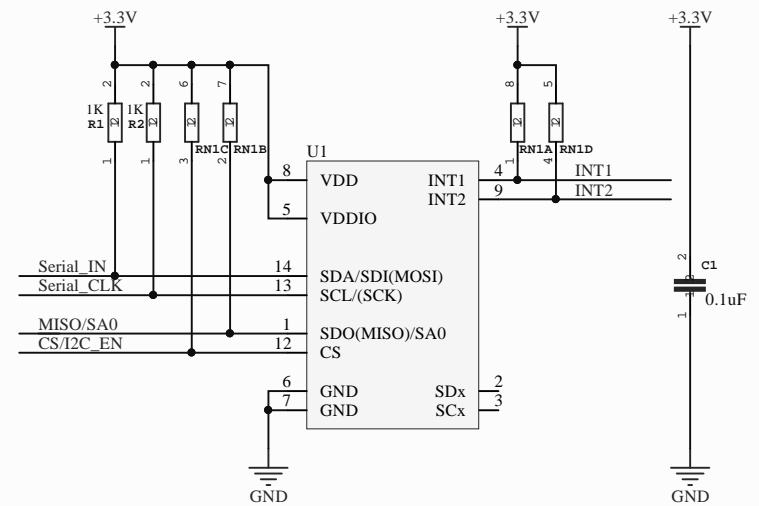 +3.3V +3.3V +3.3V
2 2 6 7 8 5
1K 1K
R1 R2 RN1C RN1B RN1A RN1D
1 1 3 2 1 4
U1
8 VDD INT1 4 INT1
INT2 9 INT2
5 VDDIO
2
C1
Serial_IN 14 SDA/SDI(MOSI)
Serial_CLK 13 SCL/(SCK)
0.1uF
1
MISO/SA0 1 SDO(MISO)/SA0
CS/I2C_EN 12 CS
6 GND SDx 2
7 GND SCx 3
GND GND